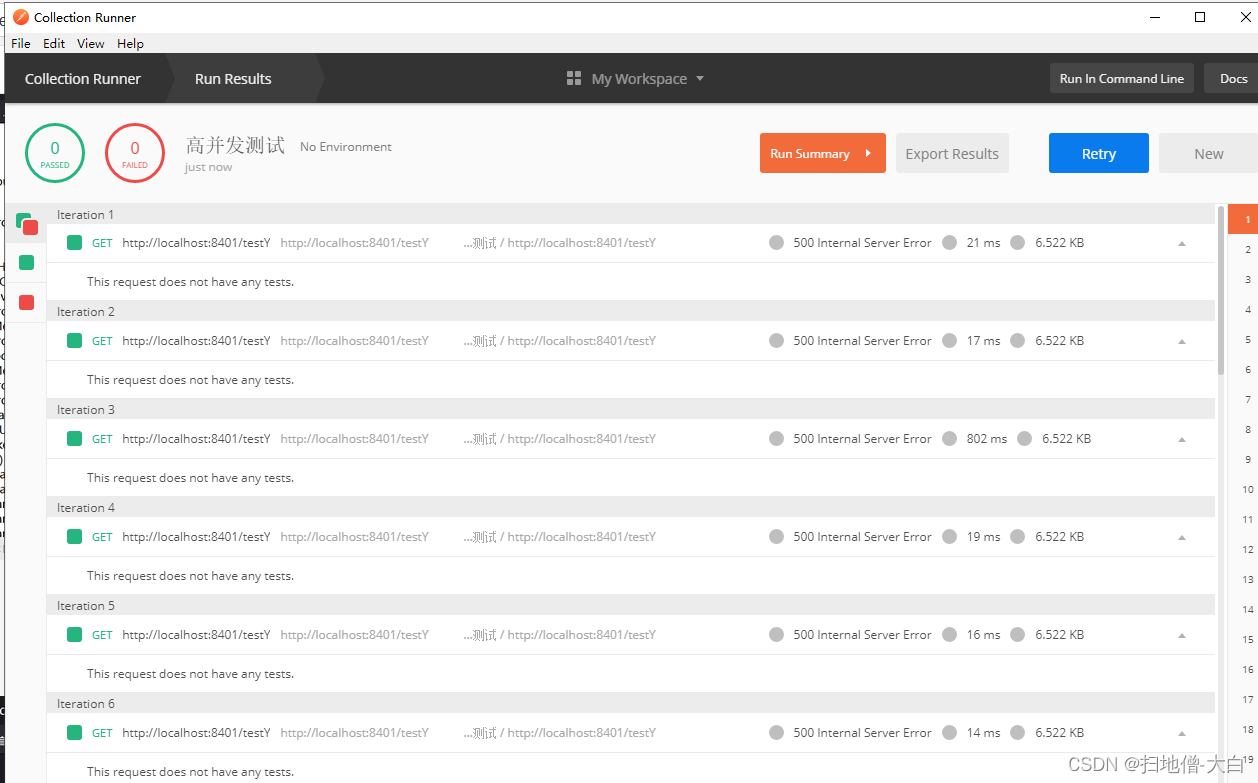 Collection Runner
File Edit View Help
Collection Runner Run Results My Workspace Run In Command Line Docs
0 PASSED 0 FAILED 高并发测试 No Environment just now Run Summary Export Results Retry New
Iteration 1 1
GET http://localhost:8401/testY http://localhost:8401/testY ...测试 / http://localhost:8401/testY 500 Internal Server Error 21 ms 6.522 KB 2
This request does not have any tests. 3
Iteration 2 4
GET http://localhost:8401/testY http://localhost:8401/testY ...测试 / http://localhost:8401/testY 500 Internal Server Error 17 ms 6.522 KB 5
6
This request does not have any tests.
7
Iteration 3
8
GET http://localhost:8401/testY http://localhost:8401/testY ...测试 / http://localhost:8401/testY 500 Internal Server Error 802 ms 6.522 KB
9
This request does not have any tests.
10
Iteration 4
11
GET http://localhost:8401/testY http://localhost:8401/testY ...测试 / http://localhost:8401/testY 500 Internal Server Error 19 ms 6.522 KB
12
This request does not have any tests. 13
Iteration 5 14
GET http://localhost:8401/testY http://localhost:8401/testY ...测试 / http://localhost:8401/testY 500 Internal Server Error 16 ms 6.522 KB 15
This request does not have any tests. 16
Iteration 6 17
GET http://localhost:8401/testY http://localhost:8401/testY ...测试 / http://localhost:8401/testY 500 Internal Server Error 14 ms 6.522 KB 18
This request does not have any tests. 19
CSDN @扫地僧-大白